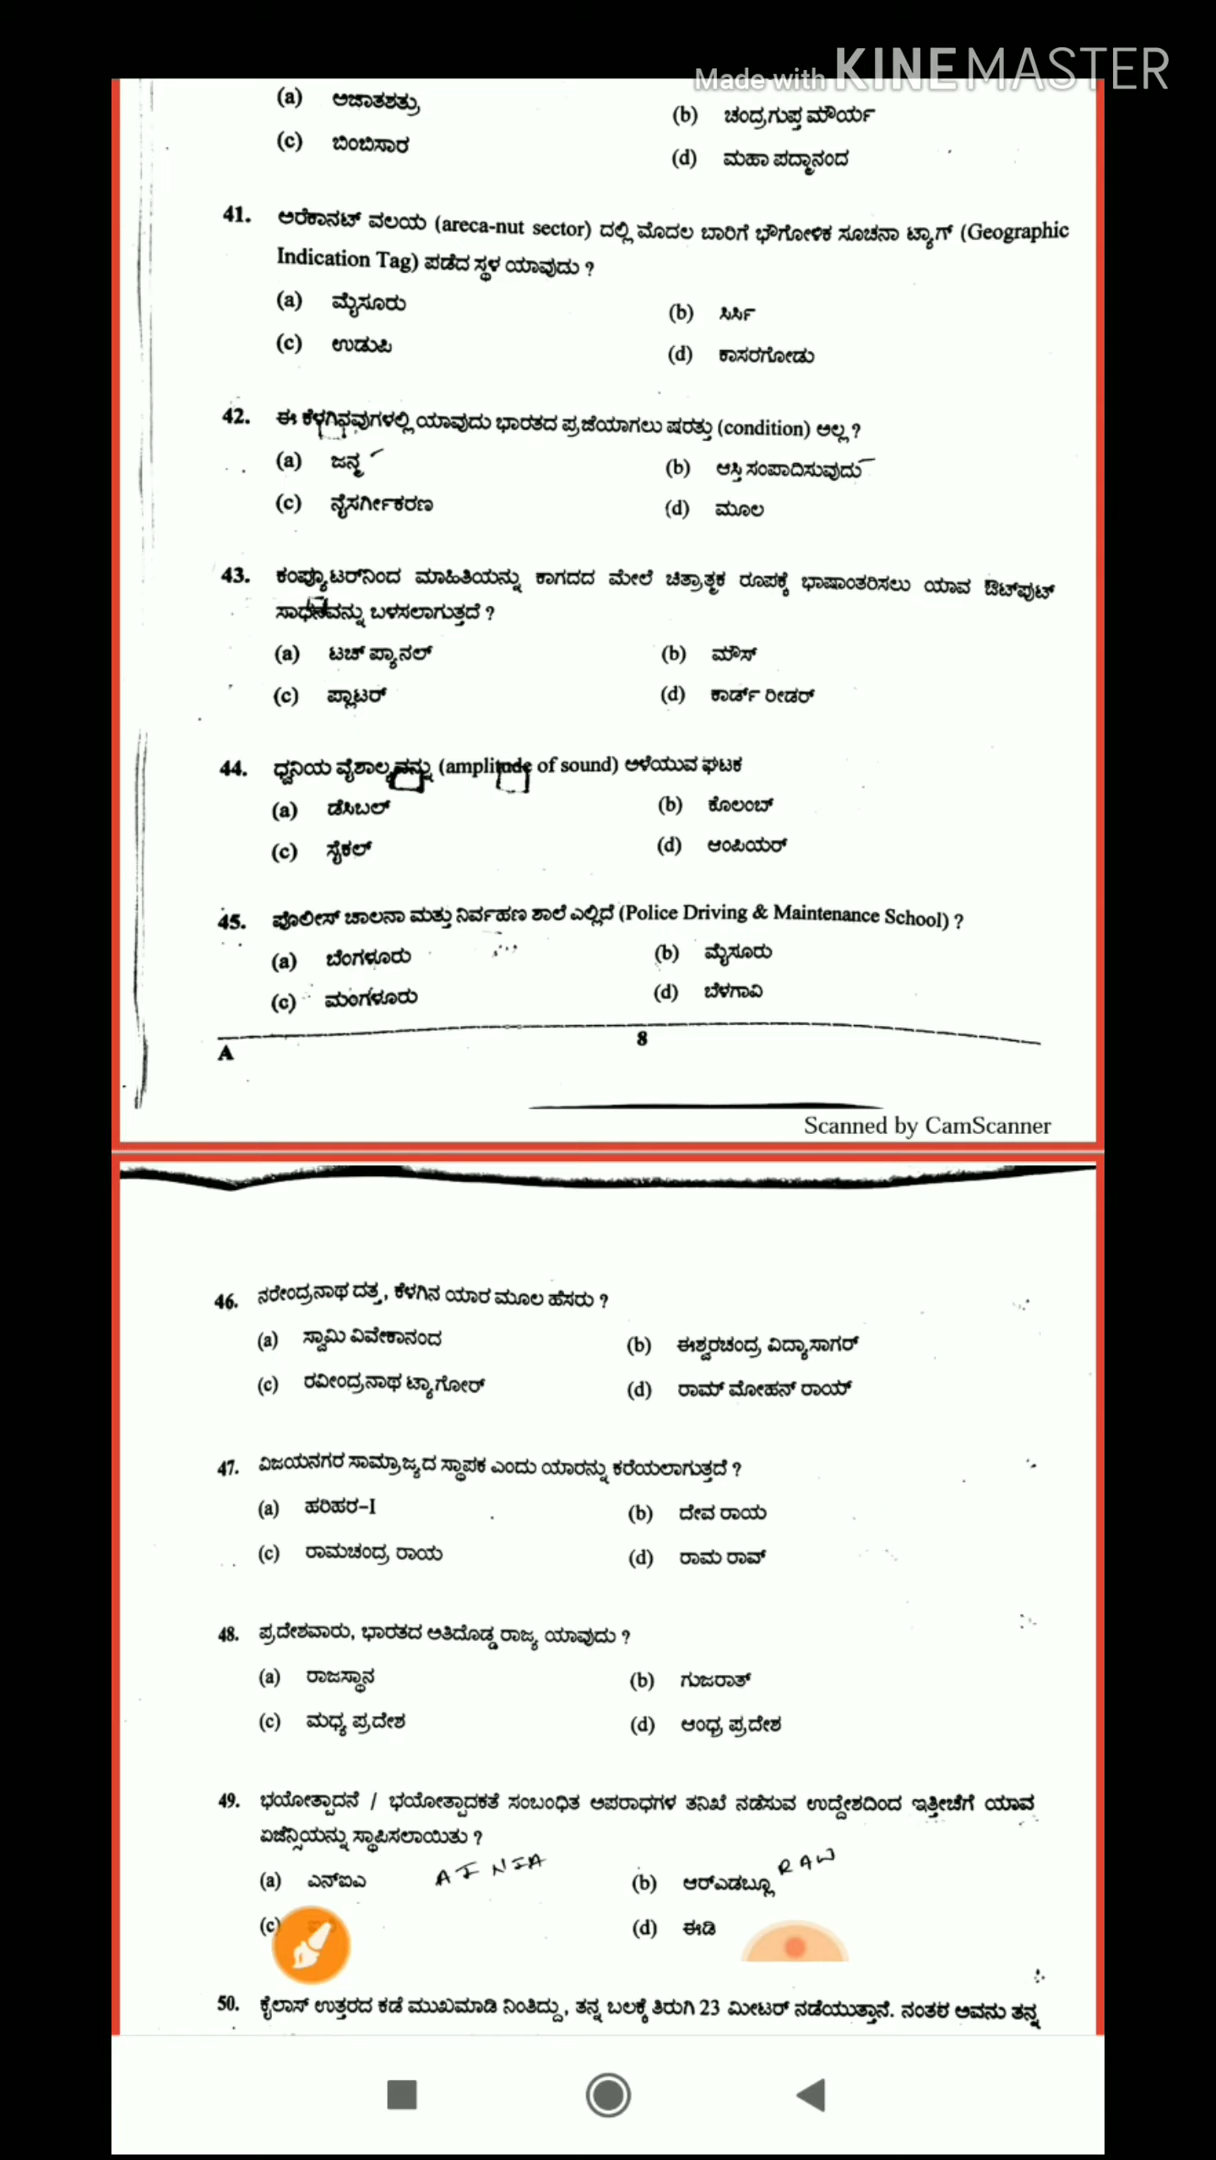 Made with KINEMASTER
(a) ಅಜಾತಶತ್ರು
(b) ಚಂದ್ರಗುಪ್ತ ಮೌರ್ಯ
(c) ಬಿಂಬಿಸಾರ
(d) ಮಹಾ ಪದ್ಮಾನಂದ
41. ಅರೆಕಾನಟ್ ವಲಯ (areca-nut sector) ದಲ್ಲಿ ಮೊದಲ ಬಾರಿಗೆ ಭೌಗೋಳಿಕ ಸೂಚನಾ ಟ್ಯಾಗ್ (Geographic
Indication Tag) ಪಡೆದ ಸ್ಥಳ ಯಾವುದು ?
(a) ಮೈಸೂರು
(b) ಸಿರ್ಸಿ
(c) ಉಡುಪಿ
(d) ಕಾಸರಗೋಡು
42. ಈ ಕೆಳಗಿನವುಗಳಲ್ಲಿ ಯಾವುದು ಭಾರತದ ಪ್ರಜೆಯಾಗಲು ಷರತ್ತು (condition) ಅಲ್ಲ ?
(a) ಜನ್ಮ
(b) ಆಸ್ತಿ ಸಂಪಾದಿಸುವುದು
(c) ನೈಸರ್ಗೀಕರಣ
(d) ಮೂಲ
43. ಕಂಪ್ಯೂಟರ್‌ನಿಂದ ಮಾಹಿತಿಯನ್ನು ಕಾಗದದ ಮೇಲೆ ಚಿತ್ರಾತ್ಮಕ ರೂಪಕ್ಕೆ ಭಾಷಾಂತರಿಸಲು ಯಾವ ಔಟ್‌ಪುಟ್
ಸಾಧನವನ್ನು ಬಳಸಲಾಗುತ್ತದೆ ?
(a) ಟಚ್ ಪ್ಯಾನಲ್
(b) ಮೌಸ್
(c) ಪ್ಲಾಟರ್
(d) ಕಾರ್ಡ್ ರೀಡರ್
44. ಧ್ವನಿಯ ವೈಶಾಲ್ಯವನ್ನು (amplitude of sound) ಅಳೆಯುವ ಘಟಕ
(a) ಡೆಸಿಬಲ್
(b) ಕೊಲಂಬ್
(c) ಸೈಕಲ್
(d) ಆಂಪಿಯರ್
45. ಪೊಲೀಸ್ ಚಾಲನಾ ಮತ್ತು ನಿರ್ವಹಣ ಶಾಲೆ ಎಲ್ಲಿದೆ (Police Driving & Maintenance School) ?
(a) ಬೆಂಗಳೂರು
(b) ಮೈಸೂರು
(c) ಮಂಗಳೂರು
(d) ಬೆಳಗಾವಿ
A 8
Scanned by CamScanner
46. ನರೇಂದ್ರನಾಥ ದತ್ತ, ಕೆಳಗಿನ ಯಾರ ಮೂಲ ಹೆಸರು ?
(a) ಸ್ವಾಮಿ ವಿವೇಕಾನಂದ
(b) ಈಶ್ವರಚಂದ್ರ ವಿದ್ಯಾಸಾಗರ್
(c) ರವೀಂದ್ರನಾಥ ಟ್ಯಾಗೋರ್
(d) ರಾಮ್ ಮೋಹನ್ ರಾಯ್
47. ವಿಜಯನಗರ ಸಾಮ್ರಾಜ್ಯದ ಸ್ಥಾಪಕ ಎಂದು ಯಾರನ್ನು ಕರೆಯಲಾಗುತ್ತದೆ ?
(a) ಹರಿಹರ-I
(b) ದೇವ ರಾಯ
(c) ರಾಮಚಂದ್ರ ರಾಯ
(d) ರಾಮ ರಾವ್
48. ಪ್ರದೇಶವಾರು, ಭಾರತದ ಅತಿದೊಡ್ಡ ರಾಜ್ಯ ಯಾವುದು ?
(a) ರಾಜಸ್ಥಾನ
(b) ಗುಜರಾತ್
(c) ಮಧ್ಯ ಪ್ರದೇಶ
(d) ಆಂಧ್ರ ಪ್ರದೇಶ
49. ಭಯೋತ್ಪಾದನೆ / ಭಯೋತ್ಪಾದಕತೆ ಸಂಬಂಧಿತ ಅಪರಾಧಗಳ ತನಿಖೆ ನಡೆಸುವ ಉದ್ದೇಶದಿಂದ ಇತ್ತೀಚೆಗೆ ಯಾವ
ಏಜೆನ್ಸಿಯನ್ನು ಸ್ಥಾಪಿಸಲಾಯಿತು ?
(a) ಎನ್ಐಎ NIA
(b) ಆರ್ಎಡಬ್ಲ್ಯೂ RAW
(c)
(d) ಈಡಿ
50. ಕೈಲಾಸ್ ಉತ್ತರದ ಕಡೆ ಮುಖಮಾಡಿ ನಿಂತಿದ್ದು, ತನ್ನ ಬಲಕ್ಕೆ ತಿರುಗಿ 23 ಮೀಟರ್ ನಡೆಯುತ್ತಾನೆ. ನಂತರ ಅವನು ತನ್ನ